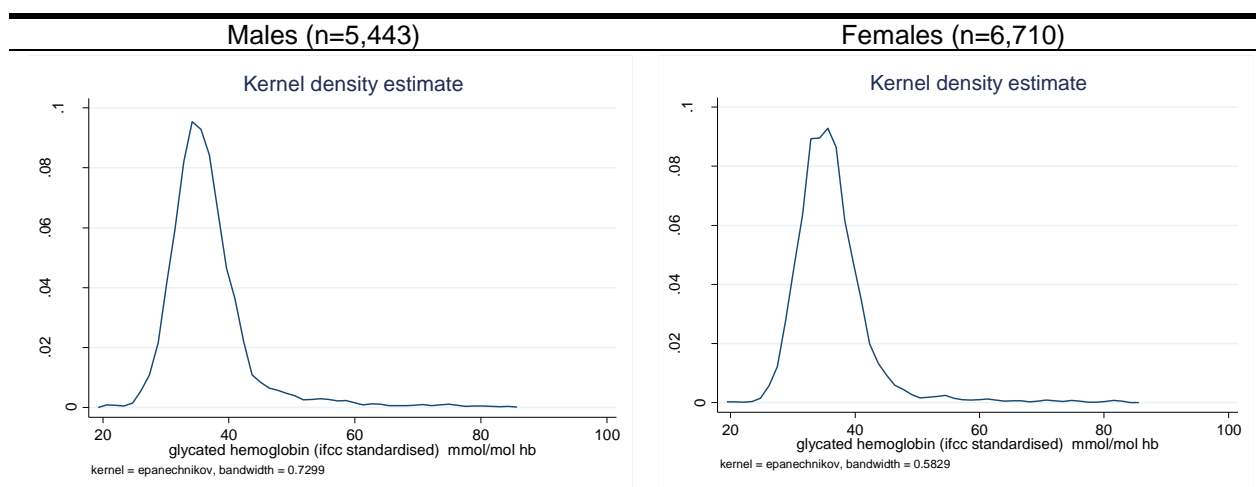 Males (n=5,443)
Females (n=6,710)
Kernel density estimate
.1
.08
.06
.04
.02
0
20 40 60 80 100
glycated hemoglobin (ifcc standardised) mmol/mol hb
kernel = epanechnikov, bandwidth = 0.7299
Kernel density estimate
.1
.08
.06
.04
.02
0
20 40 60 80 100
glycated hemoglobin (ifcc standardised) mmol/mol hb
kernel = epanechnikov, bandwidth = 0.5829